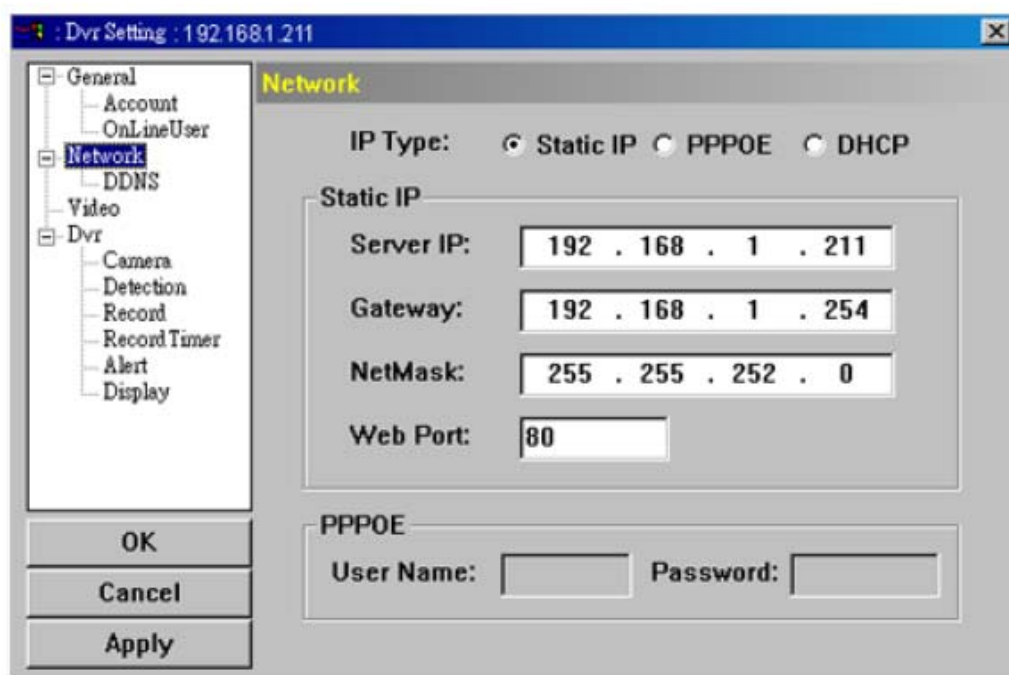 : Dvr Setting : 192.168.1.211
General
Account
OnLineUser
Network
DDNS
Video
Dvr
Camera
Detection
Record
Record Timer
Alert
Display
OK
Cancel
Apply
Network
IP Type: Static IP PPPOE DHCP
Static IP
Server IP: 192 . 168 . 1 . 211
Gateway: 192 . 168 . 1 . 254
NetMask: 255 . 255 . 252 . 0
Web Port: 80
PPPOE
User Name: Password: